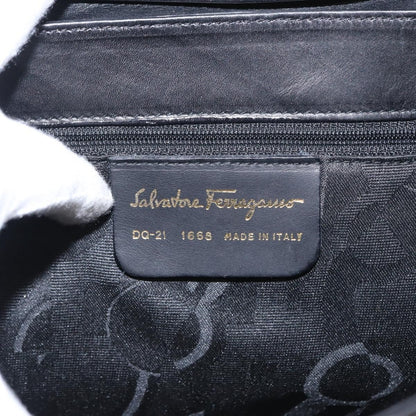 Salvatore Ferragamo
DQ-21 1668 MADE IN ITALY